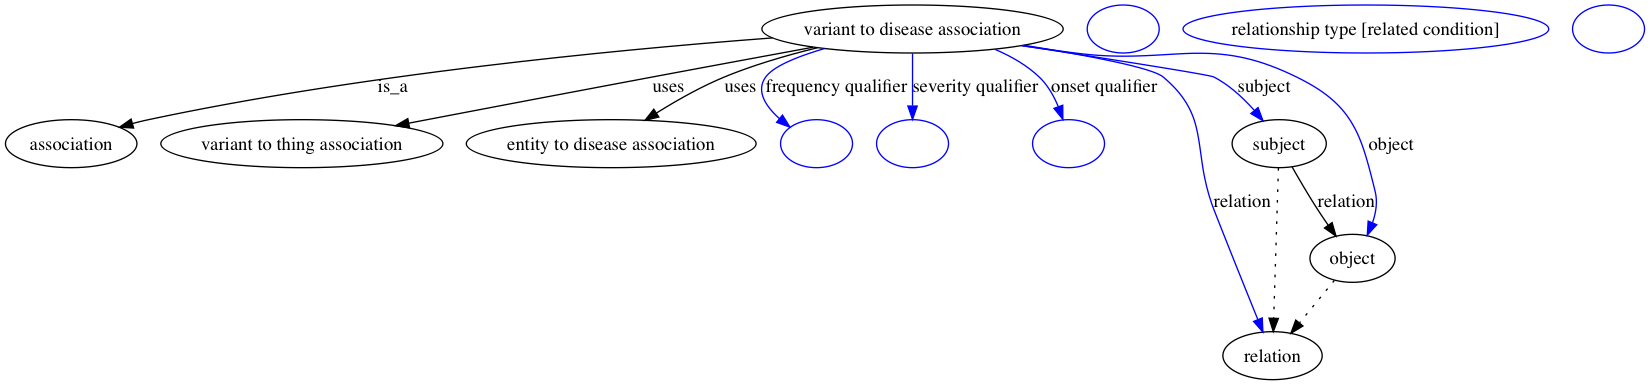 variant to disease association
relationship type [related condition]
is_a
uses
uses
frequency qualifier
severity qualifier
onset qualifier
subject
association
variant to thing association
entity to disease association
subject
object
relation
relation
object
relation